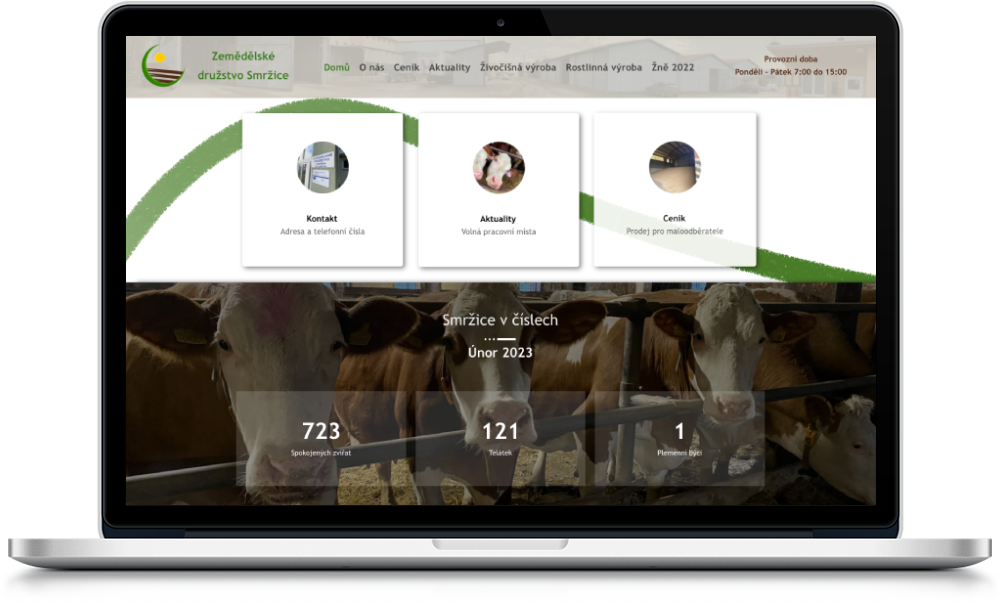 Zemědělské
družstvo Smržice
Domů O nás Ceník Aktuality Živočišná výroba Rostlinná výroba Žně 2022
Provozní doba
Pondělí - Pátek 7:00 do 15:00
Kontakt
Adresa a telefonní čísla
Aktuality
Volná pracovní místa
Ceník
Prodej pro maloodběratele
Smržice v číslech
Únor 2023
723
Spokojených zvířat
121
Telátek
1
Plemenní býci